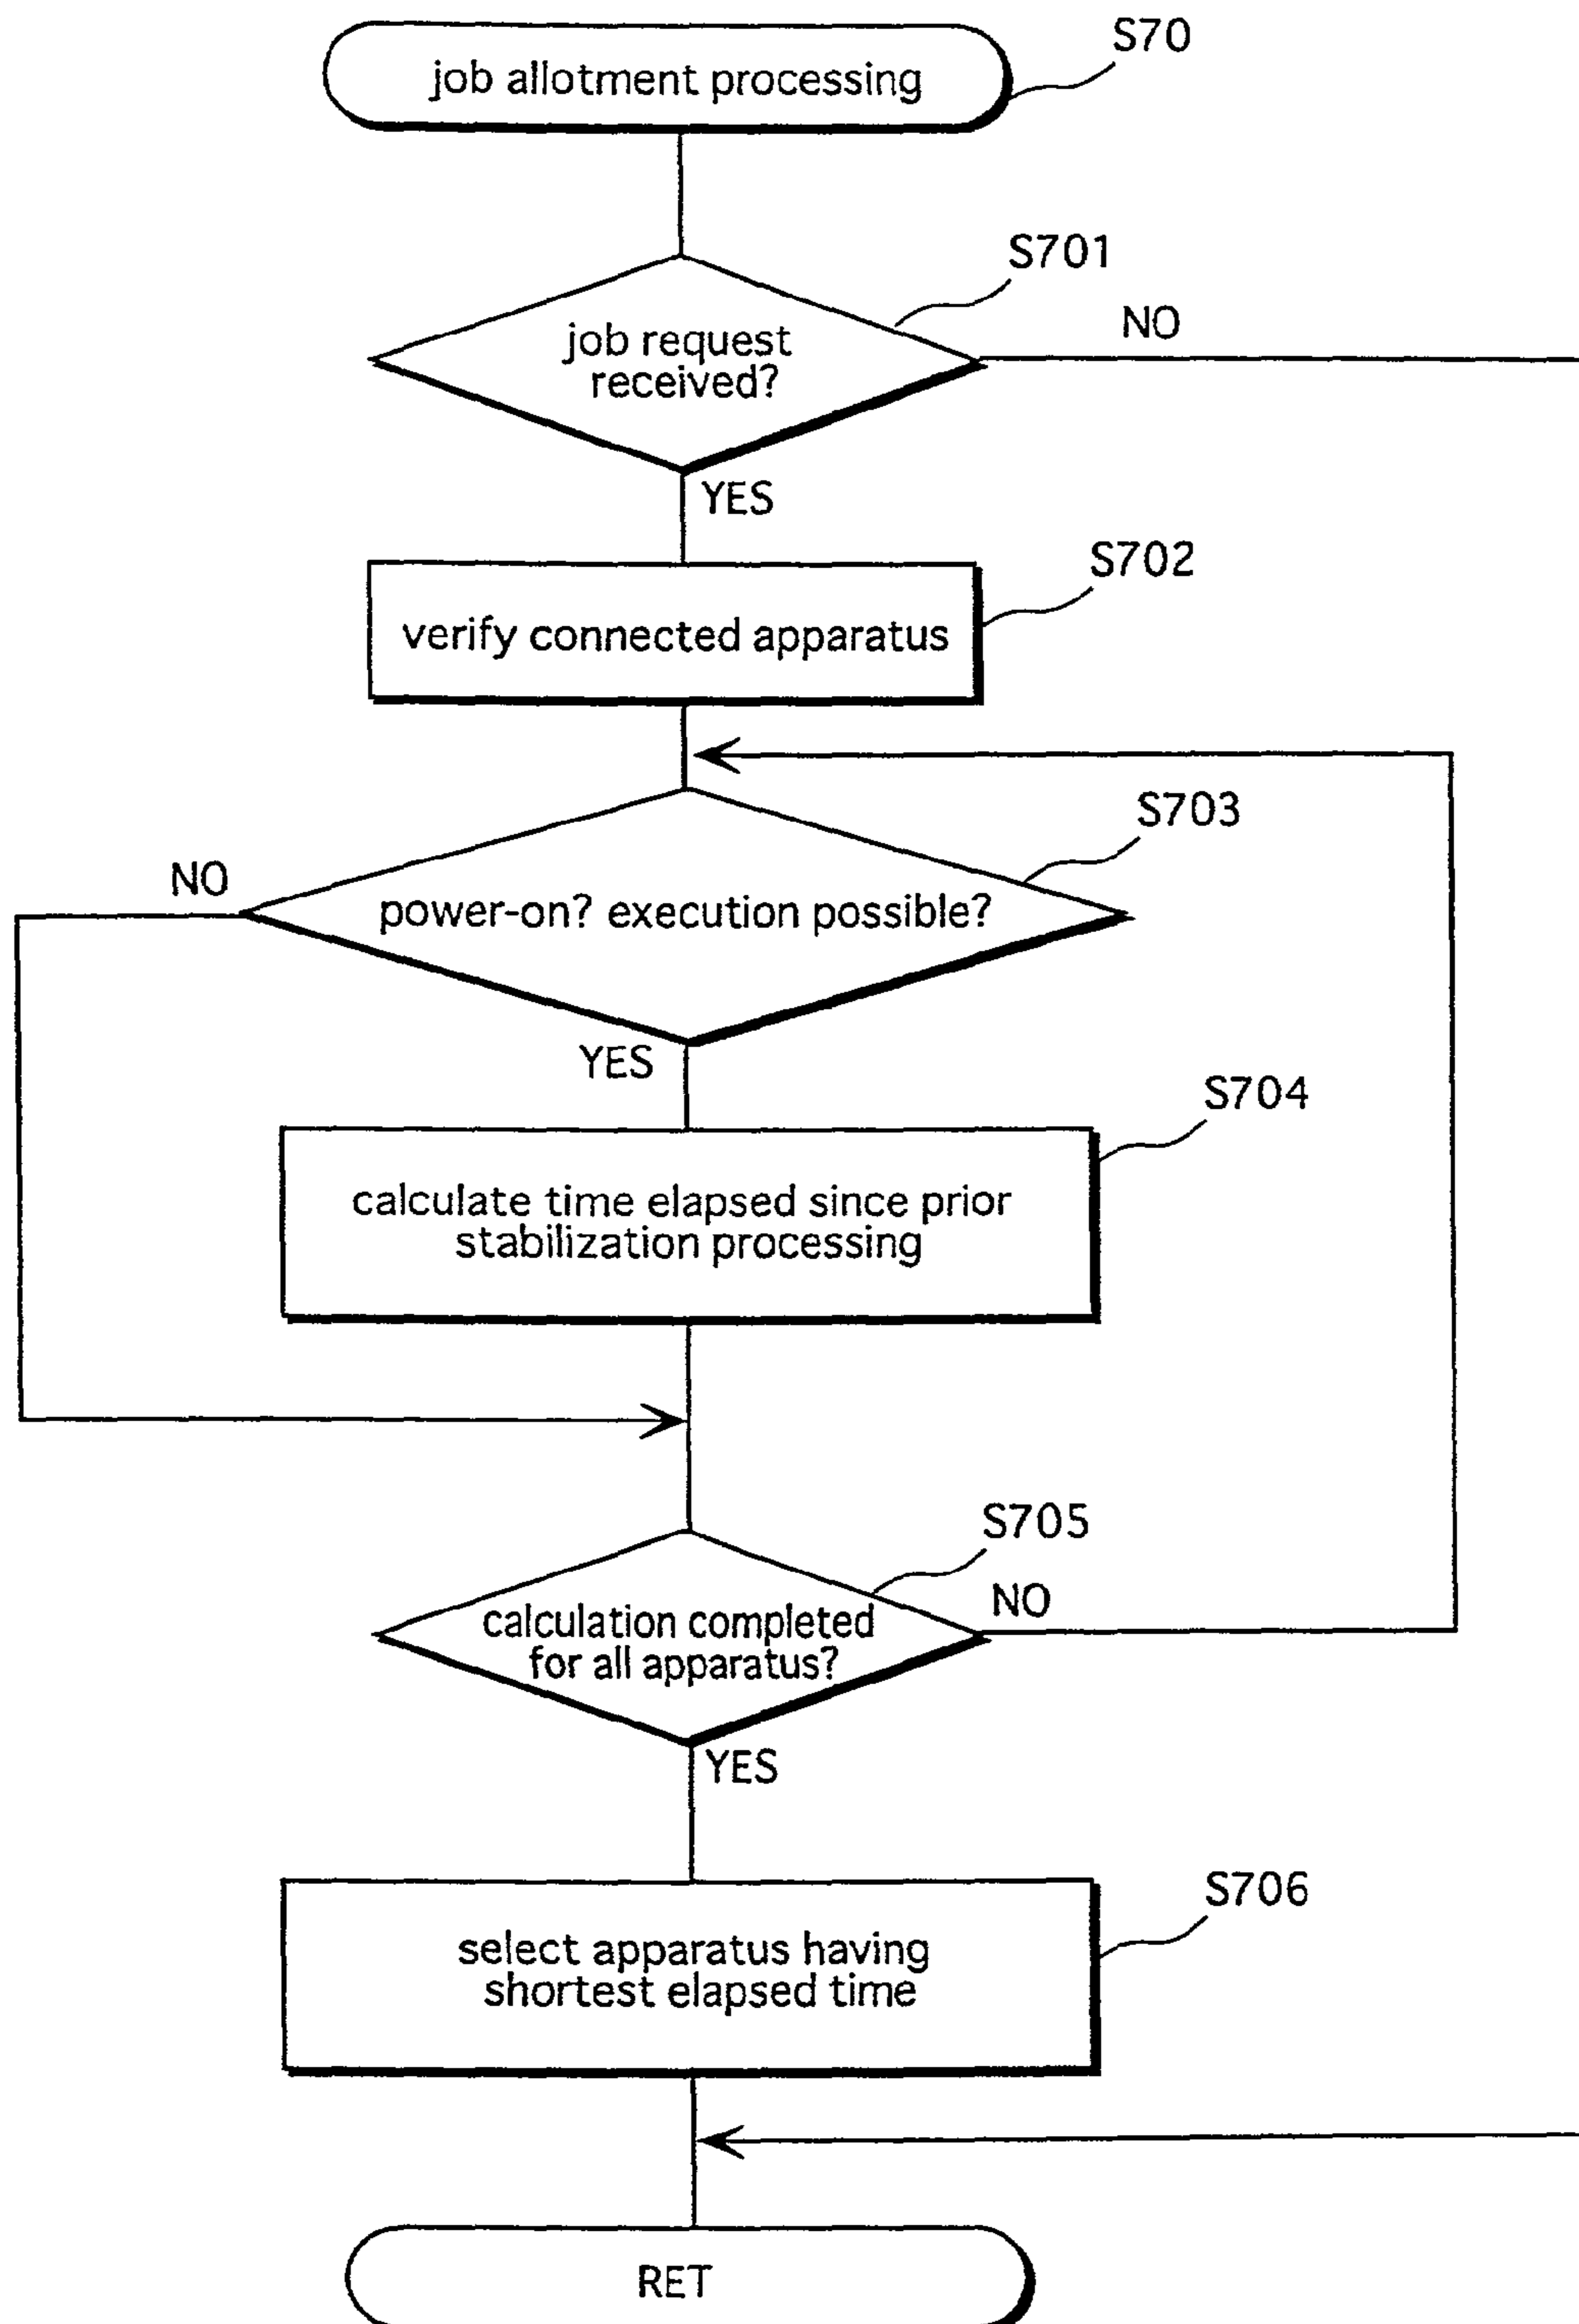 S70
job allotment processing
S701
NO
job request
received?
YES
S702
verify connected apparatus
S703
NO
power-on? execution possible?
YES
S704
calculate time elapsed since prior
stabilization processing
S705
NO
calculation completed
for all apparatus?
YES
S706
select apparatus having
shortest elapsed time
RET